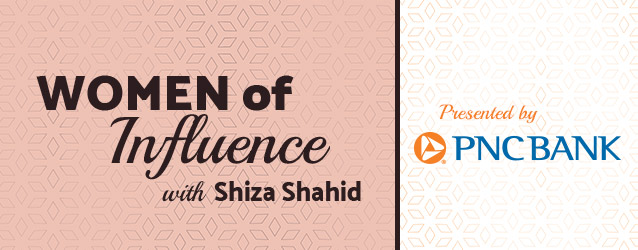 WOMEN of
Influence
with Shiza Shahid
Presented by
PNC BANK